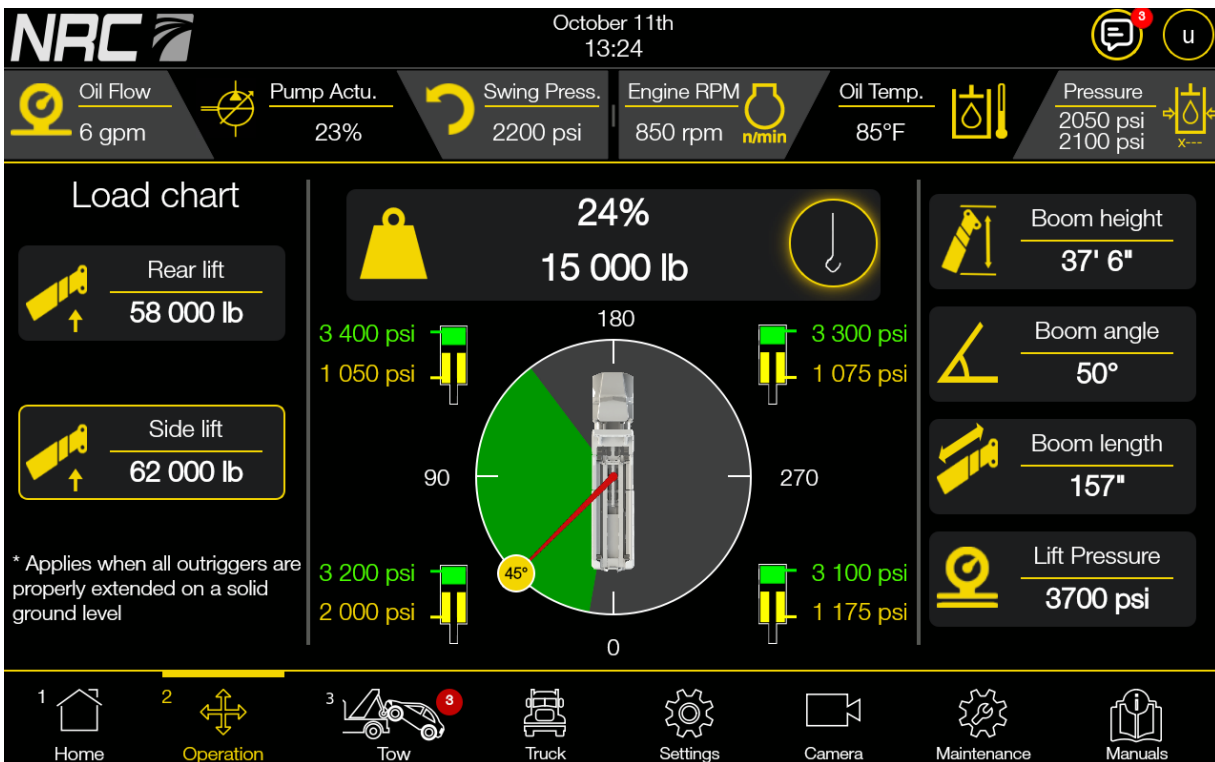 NRC
October 11th
13:24
3
u
Oil Flow
6 gpm
Pump Actu.
23%
Swing Press.
2200 psi
Engine RPM
850 rpm
n/min
Oil Temp.
85°F
Pressure
2050 psi
2100 psi
x---
Load chart
Rear lift
58 000 lb
Side lift
62 000 lb
* Applies when all outriggers are
properly extended on a solid
ground level
24%
15 000 lb
180
3 400 psi
1 050 psi
3 300 psi
1 075 psi
90
270
45°
3 200 psi
2 000 psi
3 100 psi
1 175 psi
0
Boom height
37' 6"
Boom angle
50°
Boom length
157"
Lift Pressure
3700 psi
1
Home
2
Operation
3
3
Tow
Truck
Settings
Camera
Maintenance
Manuals